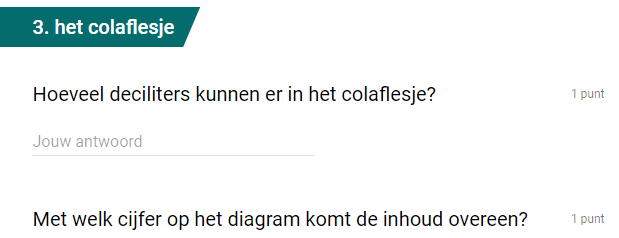 3. het colaflesje
Hoeveel deciliters kunnen er in het colaflesje?
1 punt
Jouw antwoord
Met welk cijfer op het diagram komt de inhoud overeen?
1 punt